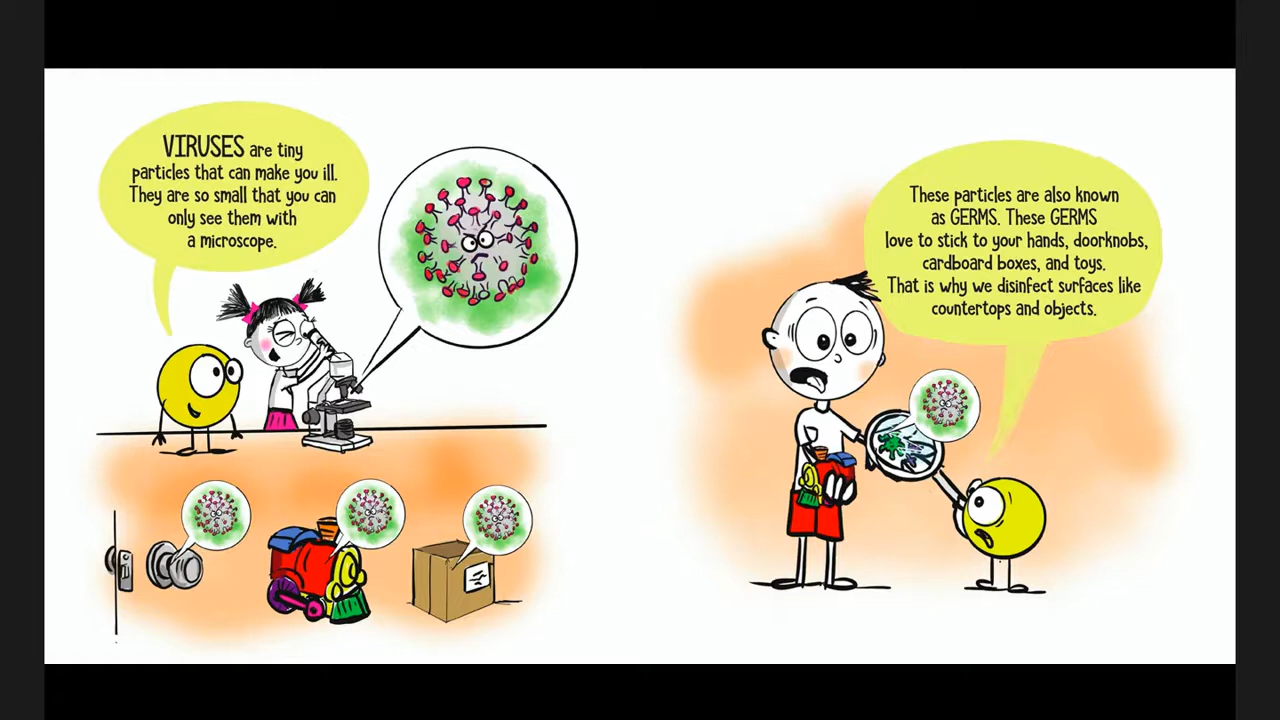 VIRUSES are tiny
particles that can make you ill.
They are so small that you can
only see them with
a microscope.
These particles are also known
as GERMS. These GERMS
love to stick to your hands, doorknobs,
cardboard boxes, and toys.
That is why we disinfect surfaces like
countertops and objects.